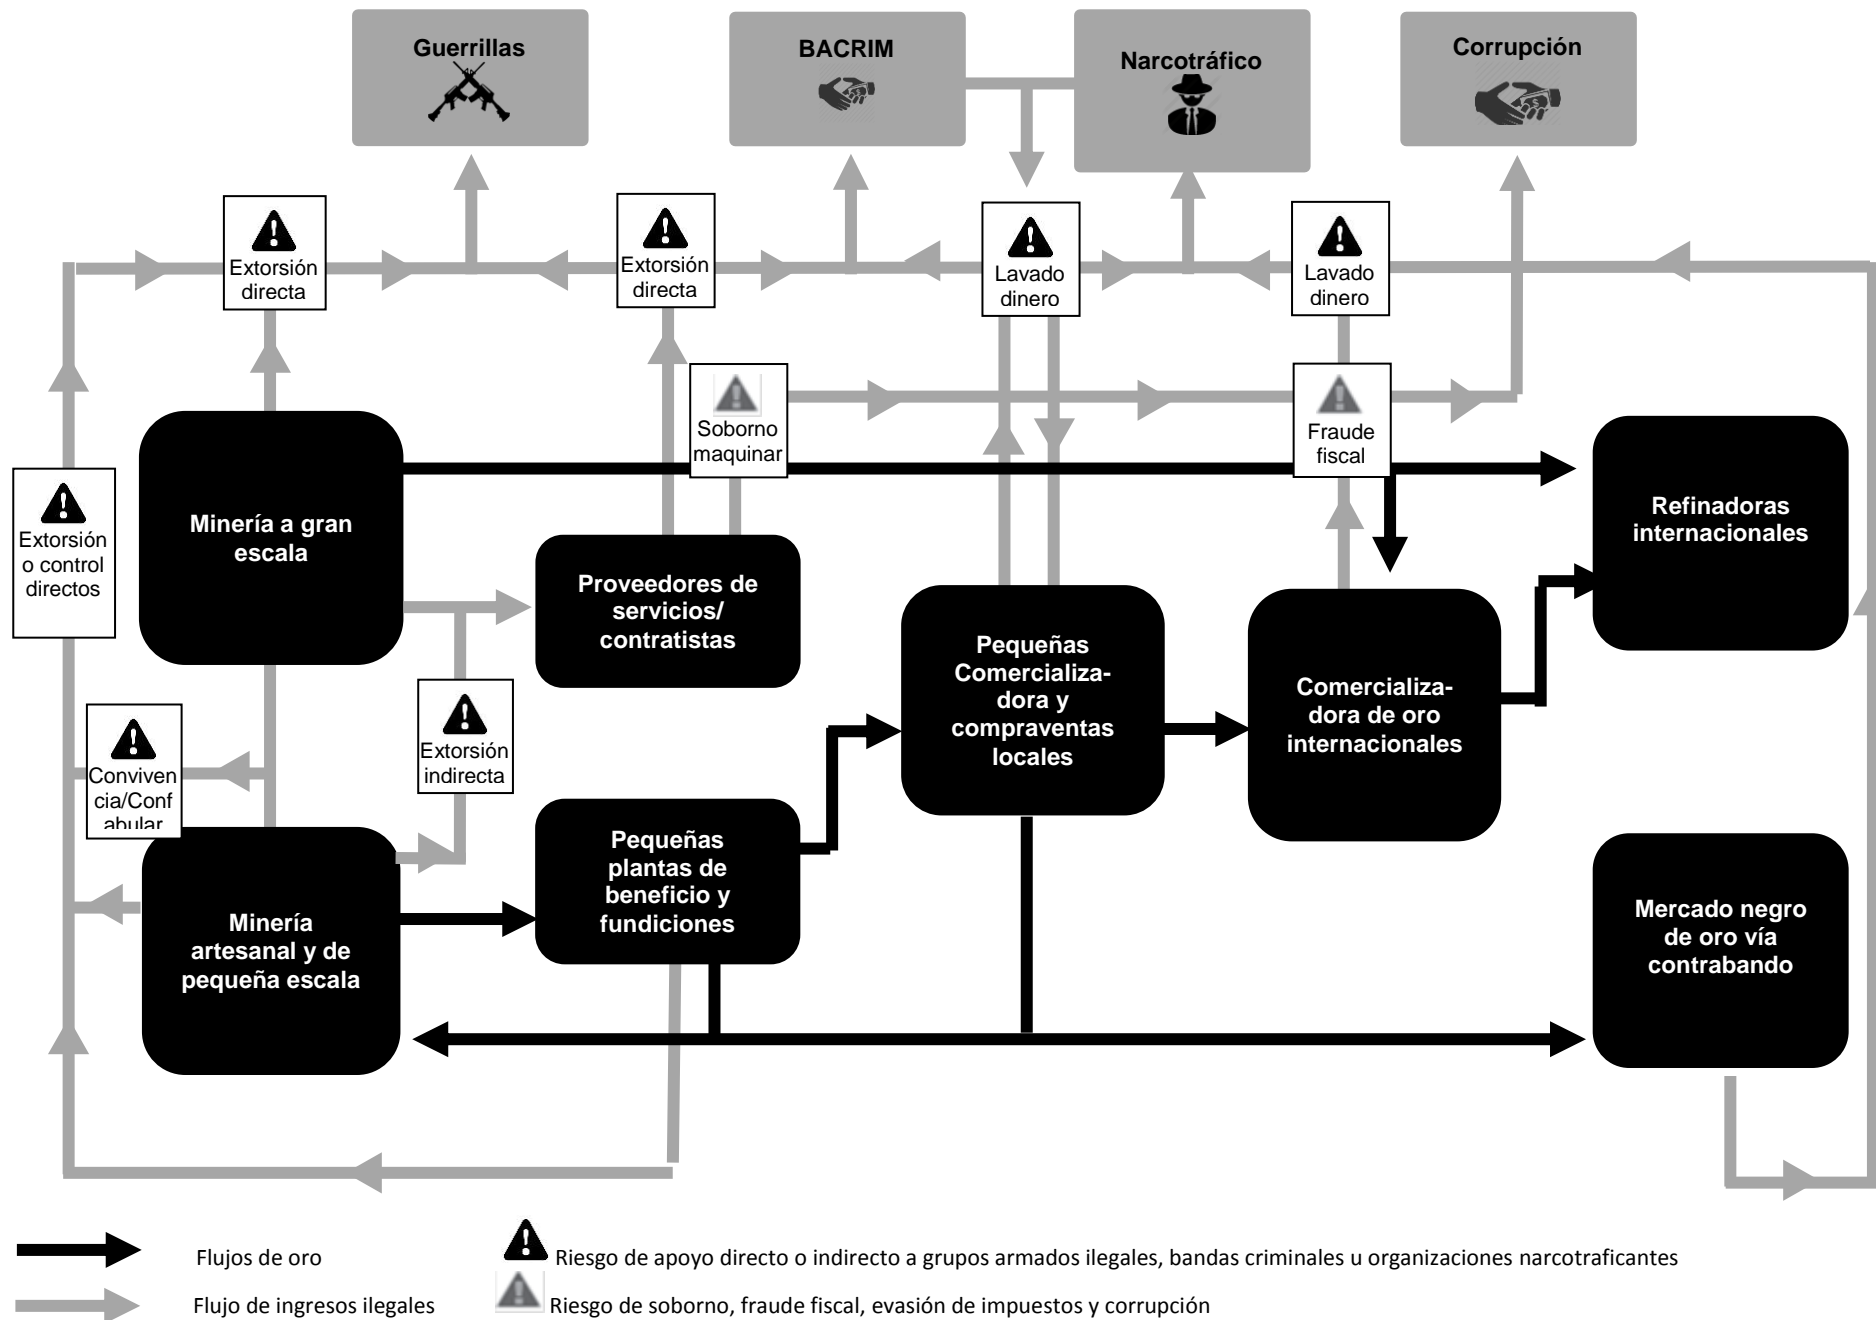 Guerrillas
BACRIM
Narcotráfico
Corrupción
Extorsión
directa
Extorsión
directa
Lavado
dinero
Lavado
dinero
Soborno
maquinar
Fraude
fiscal
Extorsión
o control
directos
Minería a gran
escala
Proveedores de
servicios/
contratistas
Refinadoras
internacionales
Pequeñas
Comercializa-
dora y
compraventas
locales
Comercializa-
dora de oro
internacionales
Extorsión
indirecta
Conviven
cia/Conf
abular
Minería
artesanal y de
pequeña escala
Pequeñas
plantas de
beneficio y
fundiciones
Mercado negro
de oro vía
contrabando
Flujos de oro
Riesgo de apoyo directo o indirecto a grupos armados ilegales, bandas criminales u organizaciones narcotraficantes
Flujo de ingresos ilegales
Riesgo de soborno, fraude fiscal, evasión de impuestos y corrupción